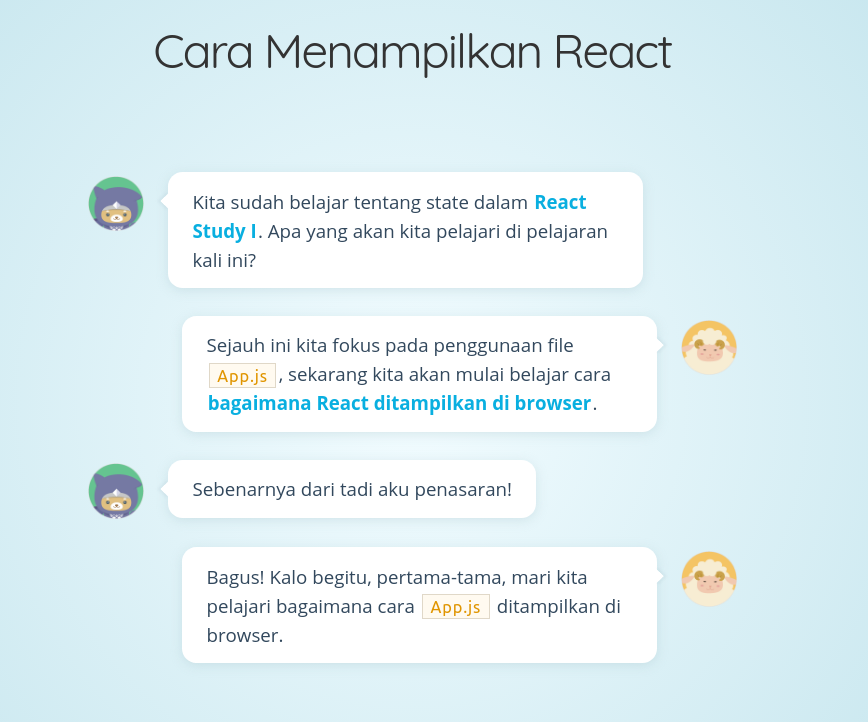 Cara Menampilkan React
Kita sudah belajar tentang state dalam React
Study I. Apa yang akan kita pelajari di pelajaran
kali ini?
Sejauh ini kita fokus pada penggunaan file
App.js, sekarang kita akan mulai belajar cara
bagaimana React ditampilkan di browser.
Sebenarnya dari tadi aku penasaran!
Bagus! Kalo begitu, pertama-tama, mari kita
pelajari bagaimana cara App.js ditampilkan di
browser.